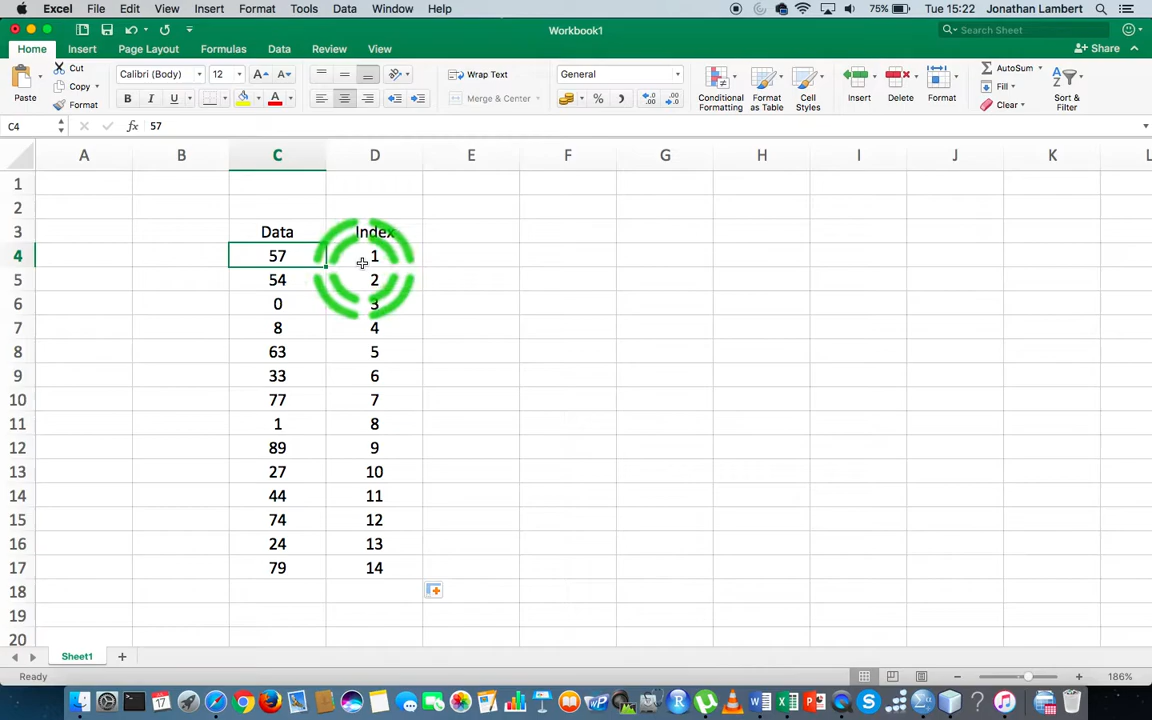 Excel File Edit View Insert Format Tools Data Window Help 75% Tue 15:22 Jonathan Lambert
Workbook1 Search Sheet
Home Insert Page Layout Formulas Data Review View Share
Paste Cut Copy Format Calibri (Body) 12 A A Wrap Text General Conditional Formatting Format as Table Cell Styles Insert Delete Format AutoSum Fill Clear Sort & Filter
B I U A Merge & Center %
C4 fx 57
A B C D E F G H I J K L
1
2
3 Data Index
4 57 1
5 54 2
6 0 3
7 8 4
8 63 5
9 33 6
10 77 7
11 1 8
12 89 9
13 27 10
14 44 11
15 74 12
16 24 13
17 79 14
18
19
20
Sheet1
Ready 186%